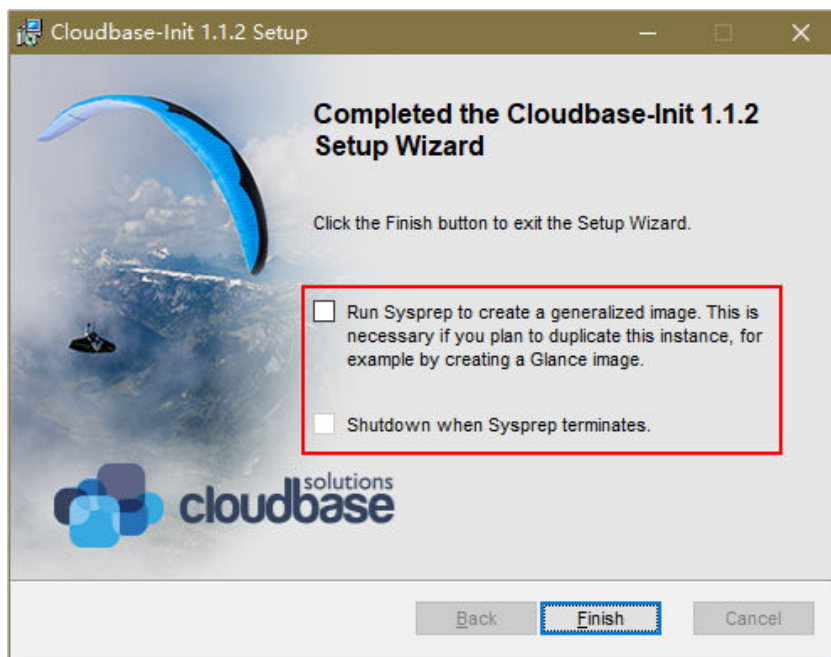 Cloudbase-Init 1.1.2 Setup
Completed the Cloudbase-Init 1.1.2
Setup Wizard
Click the Finish button to exit the Setup Wizard.
Run Sysprep to create a generalized image. This is
necessary if you plan to duplicate this instance, for
example by creating a Glance image.
Shutdown when Sysprep terminates.
solutions
cloudbase
Back
Finish
Cancel